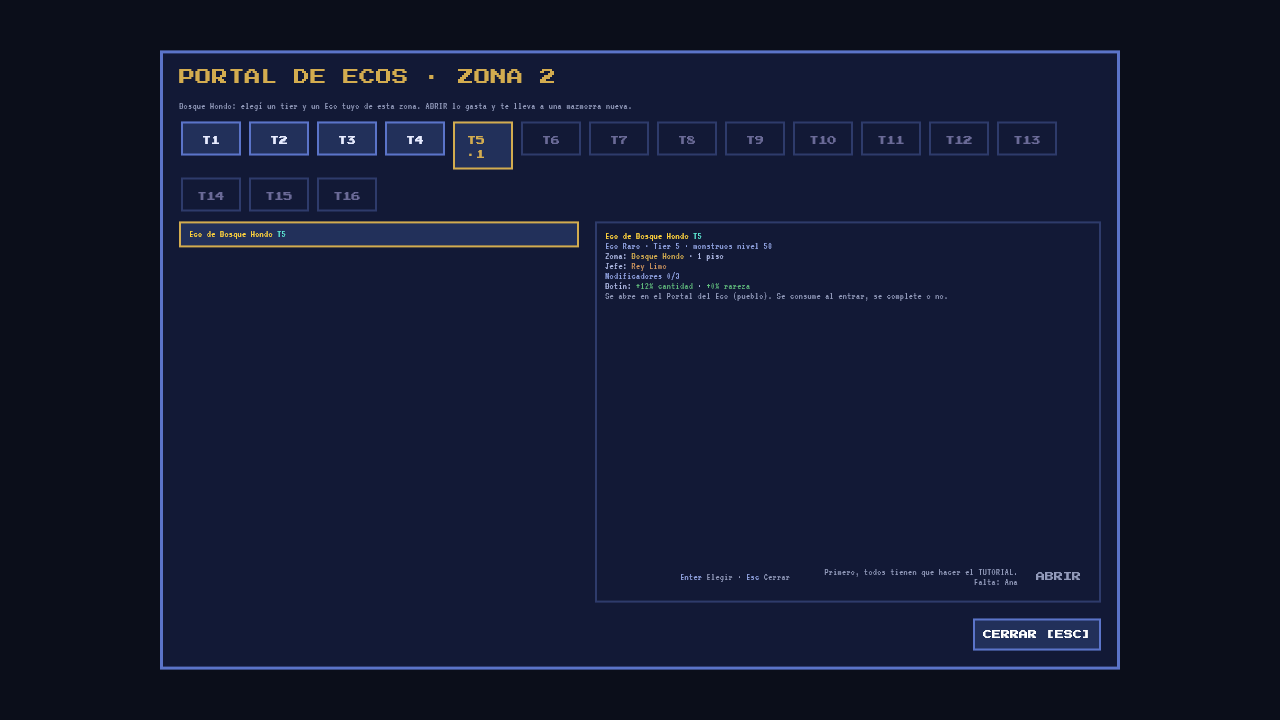 PORTAL DE ECOS · ZONA 2
Bosque Hondo: elegí un tier y un Eco tuyo de esta zona. ABRIR lo gasta y te lleva a una mazmorra nueva.
T1 T2 T3 T4 T5 T6 T7 T8 T9 T10 T11 T12 T13
· 1
T14 T15 T16
Eco de Bosque Hondo T5
Eco de Bosque Hondo T5
Eco Raro · Tier 5 · monstruos nivel 50
Zona: Bosque Hondo · 1 piso
Jefe: Rey Limo
Modificadores 0/3
Botín: +12% cantidad · +0% rareza
Se abre en el Portal del Eco (pueblo). Se consume al entrar, se complete o no.
Enter Elegir · Esc Cerrar
Primero, todos tienen que hacer el TUTORIAL.
Falta: Ana
ABRIR
CERRAR [ESC]